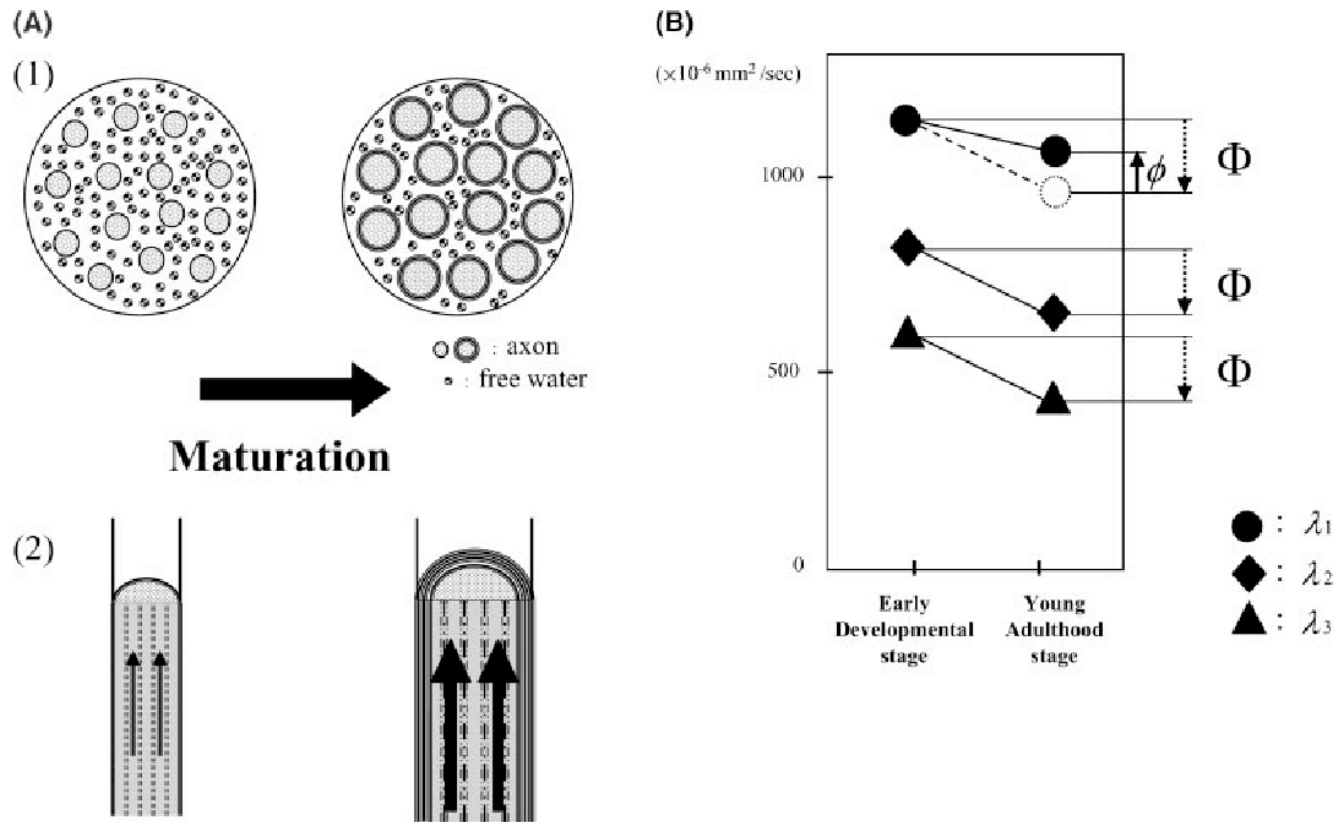 (A)
(1)
: axon
: free water
Maturation
(2)
(B)
(×10⁻⁶ mm²/sec)
1000
500
0
Φ
ϕ
Φ
Φ
Early
Developmental
stage
Young
Adulthood
stage
: λ₁
: λ₂
: λ₃